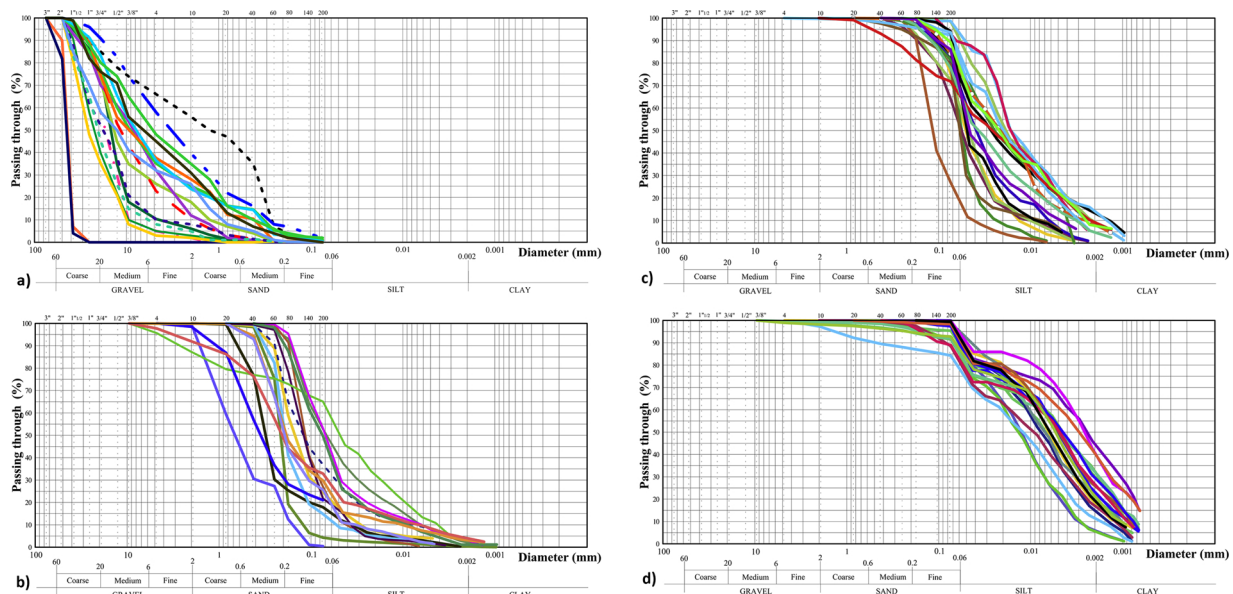 3" 2" 1"1/2 1" 3/4" 1/2" 3/8" 4 10 20 40 60 80 140 200
Passing through (%)
100
90
80
70
60
50
40
30
20
10
0
100 10 1 0.1 0.01 0.001
Diameter (mm)
60 20 6 2 0.6 0.2 0.06 0.002
Coarse Medium Fine Coarse Medium Fine
GRAVEL SAND SILT CLAY
a)
3" 2" 1"1/2 1" 3/4" 1/2" 3/8" 4 10 20 40 60 80 140 200
Passing through (%)
100
90
80
70
60
50
40
30
20
10
0
100 10 1 0.1 0.01 0.001
Diameter (mm)
60 20 6 2 0.6 0.2 0.06 0.002
Coarse Medium Fine Coarse Medium Fine
GRAVEL SAND SILT CLAY
b)
3" 2" 1"1/2 1" 3/4" 1/2" 3/8" 4 10 20 40 60 80 140 200
Passing through (%)
100
90
80
70
60
50
40
30
20
10
0
100 10 1 0.1 0.01 0.001
Diameter (mm)
60 20 6 2 0.6 0.2 0.06 0.002
Coarse Medium Fine Coarse Medium Fine
GRAVEL SAND SILT CLAY
c)
3" 2" 1"1/2 1" 3/4" 1/2" 3/8" 4 10 20 40 60 80 140 200
Passing through (%)
100
90
80
70
60
50
40
30
20
10
0
100 10 1 0.1 0.01 0.001
Diameter (mm)
60 20 6 2 0.6 0.2 0.06 0.002
Coarse Medium Fine Coarse Medium Fine
GRAVEL SAND SILT CLAY
d)